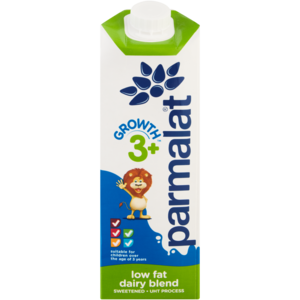 parmalat®
GROWTH
3+
suitable for
children over
the age of 3 years
low fat
dairy blend
SWEETENED • UHT PROCESS